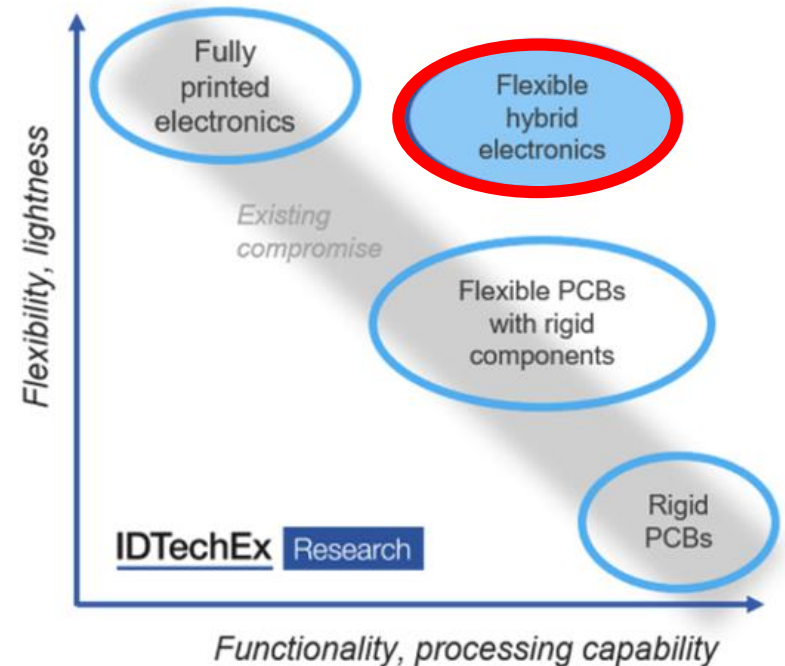 Fully
printed
electronics
Flexible
hybrid
electronics
Existing
compromise
Flexible PCBs
with rigid
components
Rigid
PCBs
Flexibility, lightness
IDTechEx Research
Functionality, processing capability